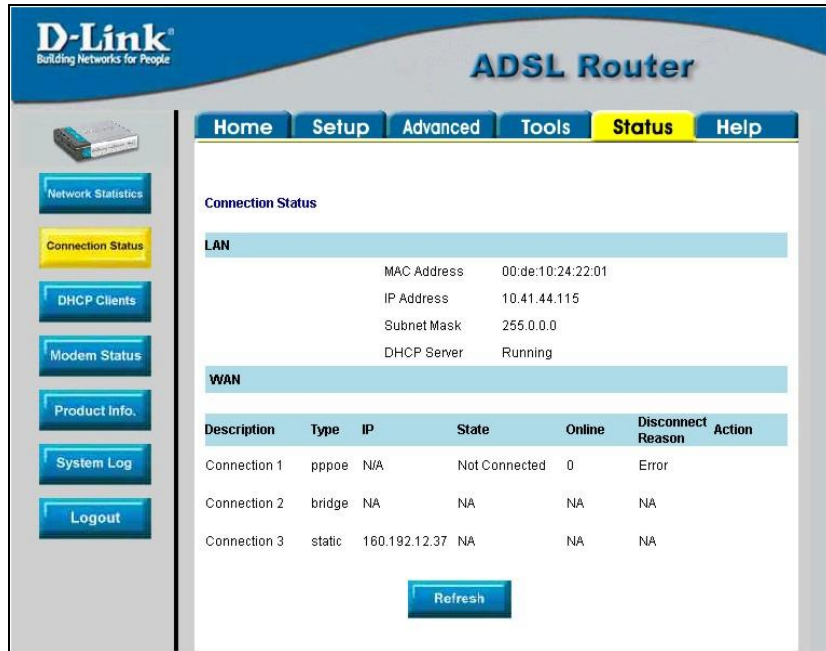 D-Link®
Building Networks for People
ADSL Router
Home Setup Advanced Tools Status Help
Network Statistics
Connection Status
DHCP Clients
Modem Status
Product Info.
System Log
Logout
Connection Status
LAN
MAC Address 00:de:10:24:22:01
IP Address 10.41.44.115
Subnet Mask 255.0.0.0
DHCP Server Running
WAN
Description Type IP State Online Disconnect Reason Action
Connection 1 pppoe N/A Not Connected 0 Error
Connection 2 bridge NA NA NA NA
Connection 3 static 160.192.12.37 NA NA NA
Refresh